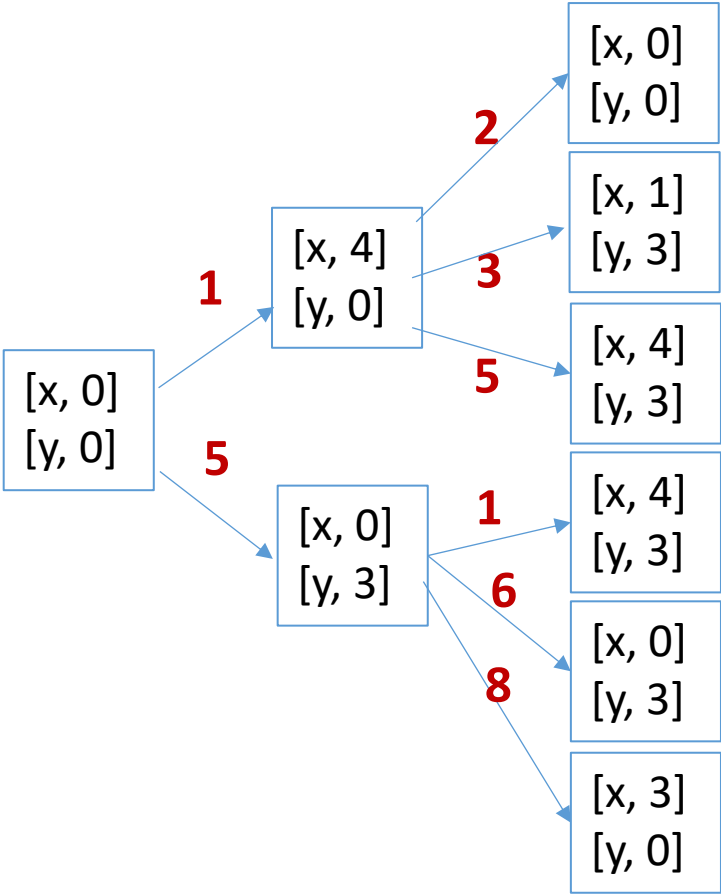 [x, 0]
[y, 0]
1
5
[x, 4]
[y, 0]
[x, 0]
[y, 3]
2
3
5
1
6
8
[x, 0]
[y, 0]
[x, 1]
[y, 3]
[x, 4]
[y, 3]
[x, 4]
[y, 3]
[x, 0]
[y, 3]
[x, 3]
[y, 0]